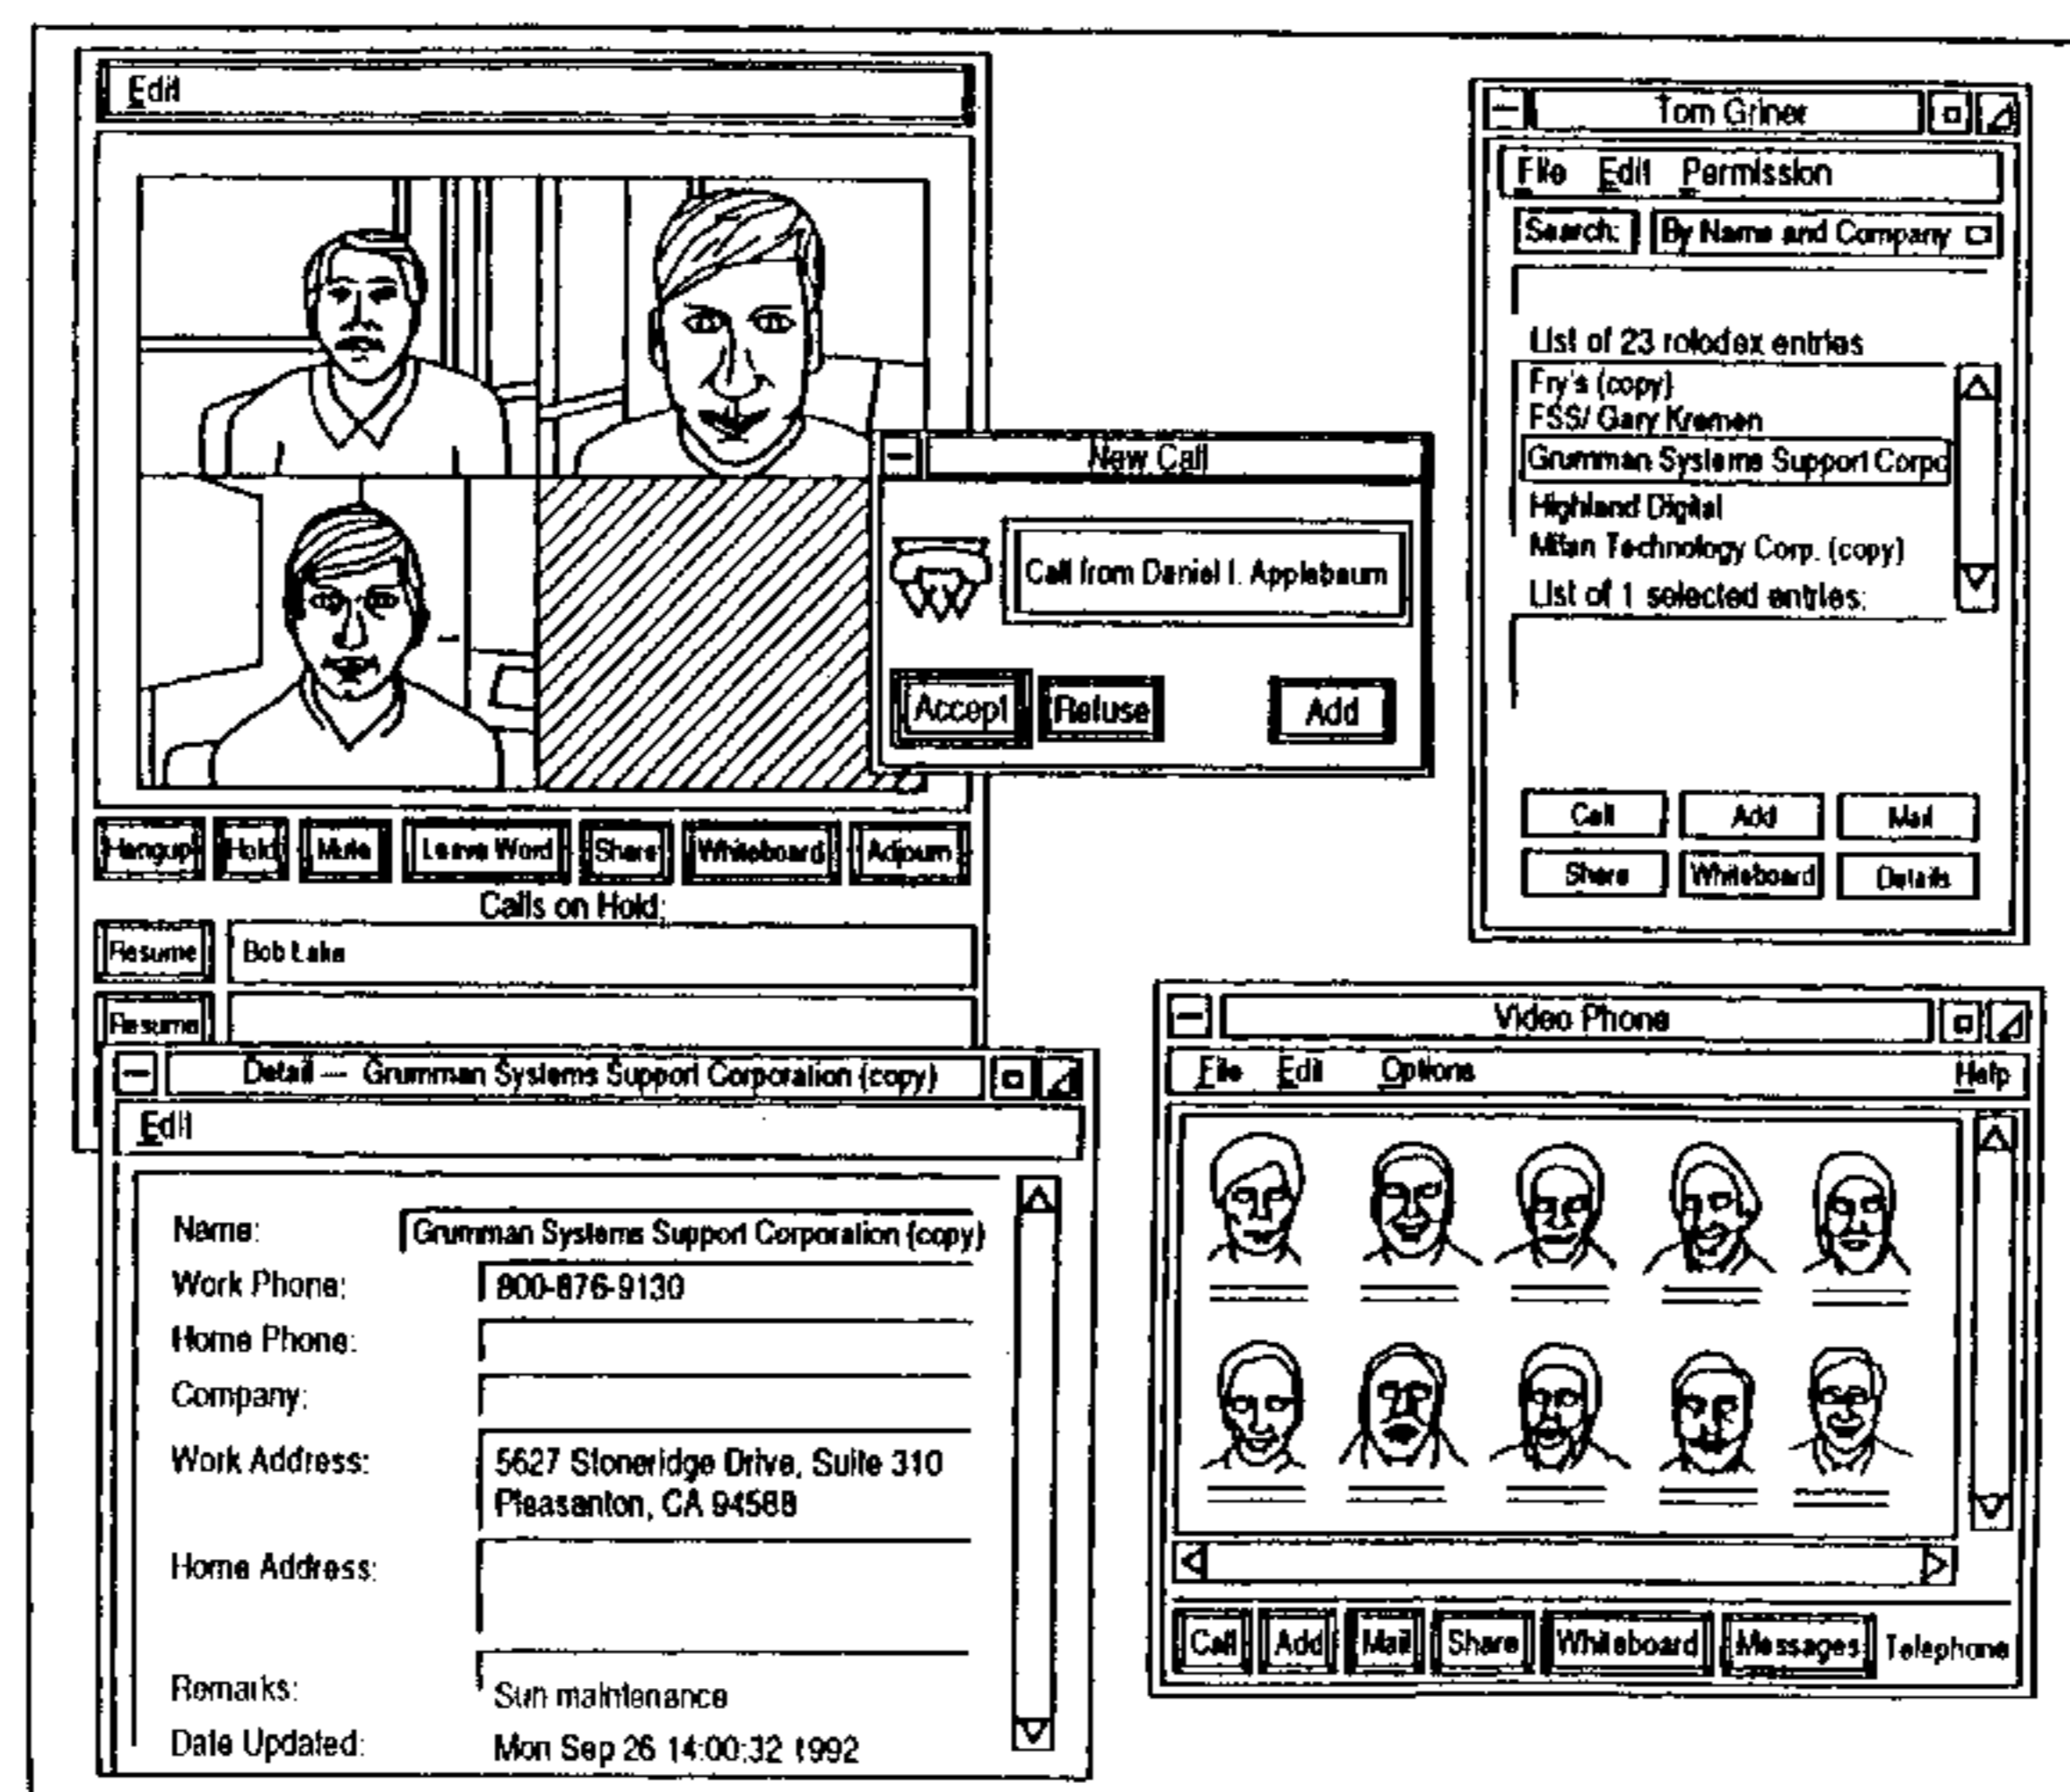 Edit
Hangup Hold Mute Leave Word Share Whiteboard Adjourn
Calls on Hold:
Resume Bob Lake
Resume
New Call
Call from Daniel I. Applebaum
Accept Refuse Add
Tom Griner
File Edit Permission
Search: By Name and Company
List of 23 rolodex entries
Fry's (copy)
FSS/ Gary Kremen
Grumman Systems Support Corpo
Highland Digital
Mitan Technology Corp. (copy)
List of 1 selected entries:
Call Add Mail
Share Whiteboard Details
Detail — Grumman Systems Support Corporation (copy)
Edit
Name: Grumman Systems Support Corporation (copy)
Work Phone: 800-876-9130
Home Phone:
Company:
Work Address: 5627 Stoneridge Drive, Suite 310
Pleasanton, CA 94588
Home Address:
Remarks: Sun maintenance
Date Updated: Mon Sep 26 14:00:32 1992
Video Phone
File Edit Options Help
Call Add Mail Share Whiteboard Messages Telephone